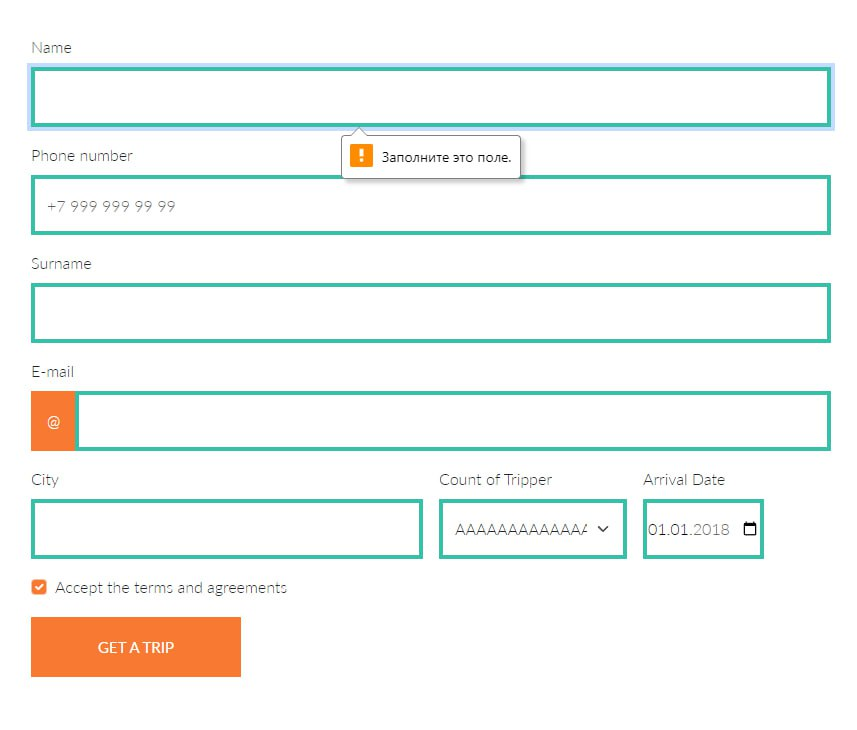 Name
Заполните это поле.
Phone number
+7 999 999 99 99
Surname
E-mail
@
City Count of Tripper Arrival Date
AAAAAAAAAAAAA 01.01.2018
Accept the terms and agreements
GET A TRIP